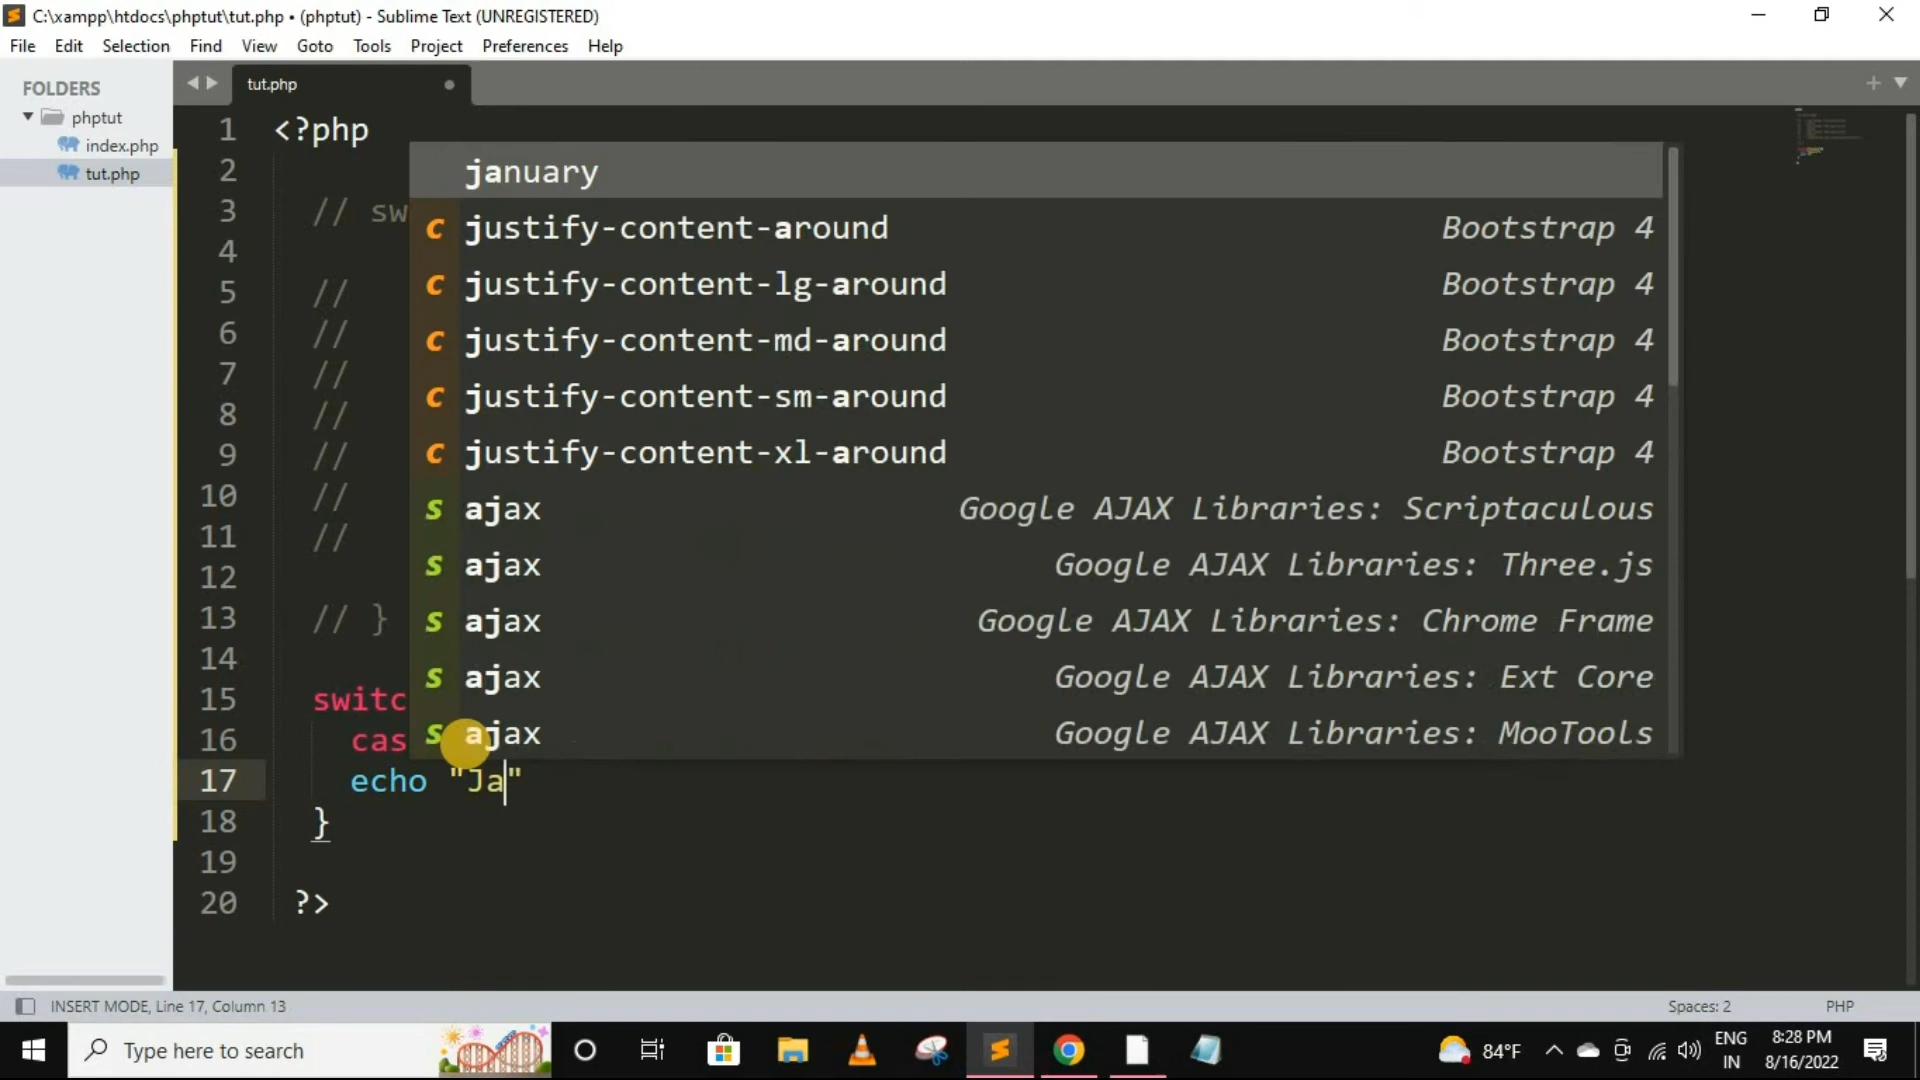 C:\xampp\htdocs\phptut\tut.php • (phptut) - Sublime Text (UNREGISTERED)
File Edit Selection Find View Goto Tools Project Preferences Help
FOLDERS
phptut
index.php
tut.php
tut.php
1 <?php
2
3 // sw
4
5 //
6 //
7 //
8 //
9 //
10 //
11 //
12
13 // }
14
15 switc
16 cas
17 echo "Ja"
18 }
19
20 ?>
january
c justify-content-around Bootstrap 4
c justify-content-lg-around Bootstrap 4
c justify-content-md-around Bootstrap 4
c justify-content-sm-around Bootstrap 4
c justify-content-xl-around Bootstrap 4
s ajax Google AJAX Libraries: Scriptaculous
s ajax Google AJAX Libraries: Three.js
s ajax Google AJAX Libraries: Chrome Frame
s ajax Google AJAX Libraries: Ext Core
s ajax Google AJAX Libraries: MooTools
INSERT MODE, Line 17, Column 13 Spaces: 2 PHP
Type here to search
84°F
ENG
IN
8:28 PM
8/16/2022